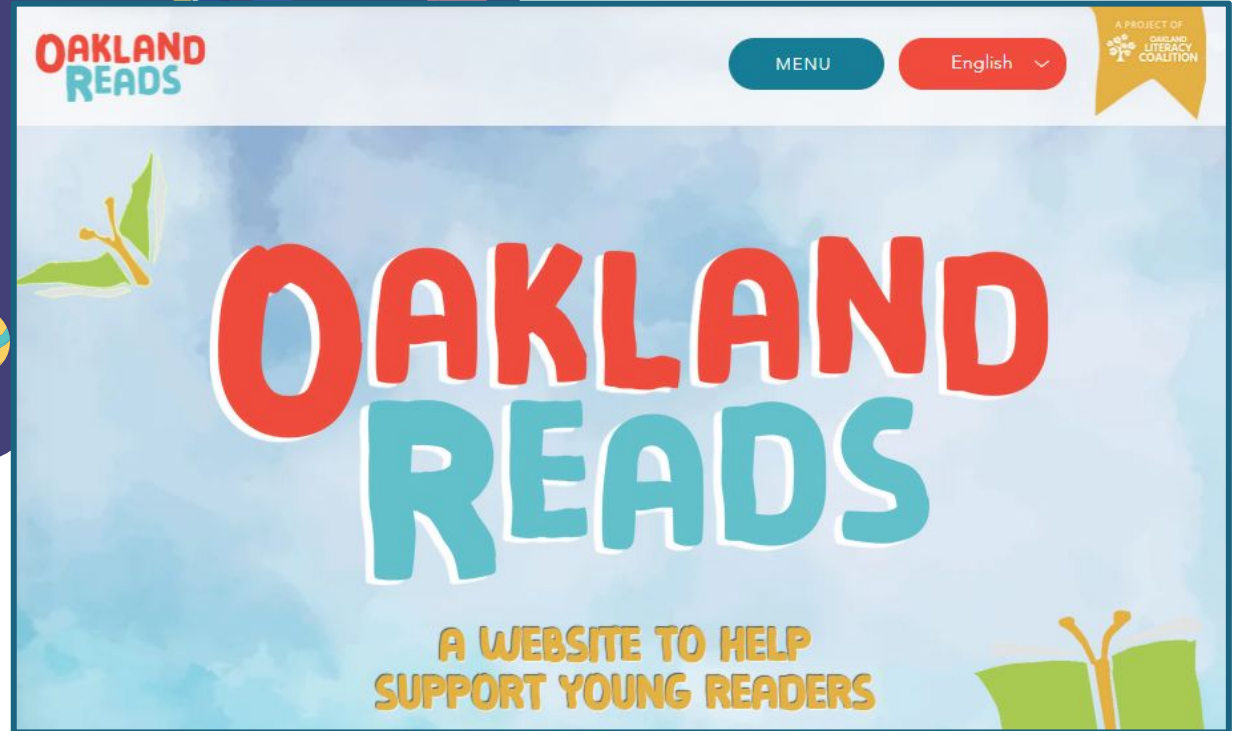 OAKLAND
READS
MENU
English
A PROJECT OF
OAKLAND
LITERACY
COALITION
OAKLAND
READS
A WEBSITE TO HELP
SUPPORT YOUNG READERS